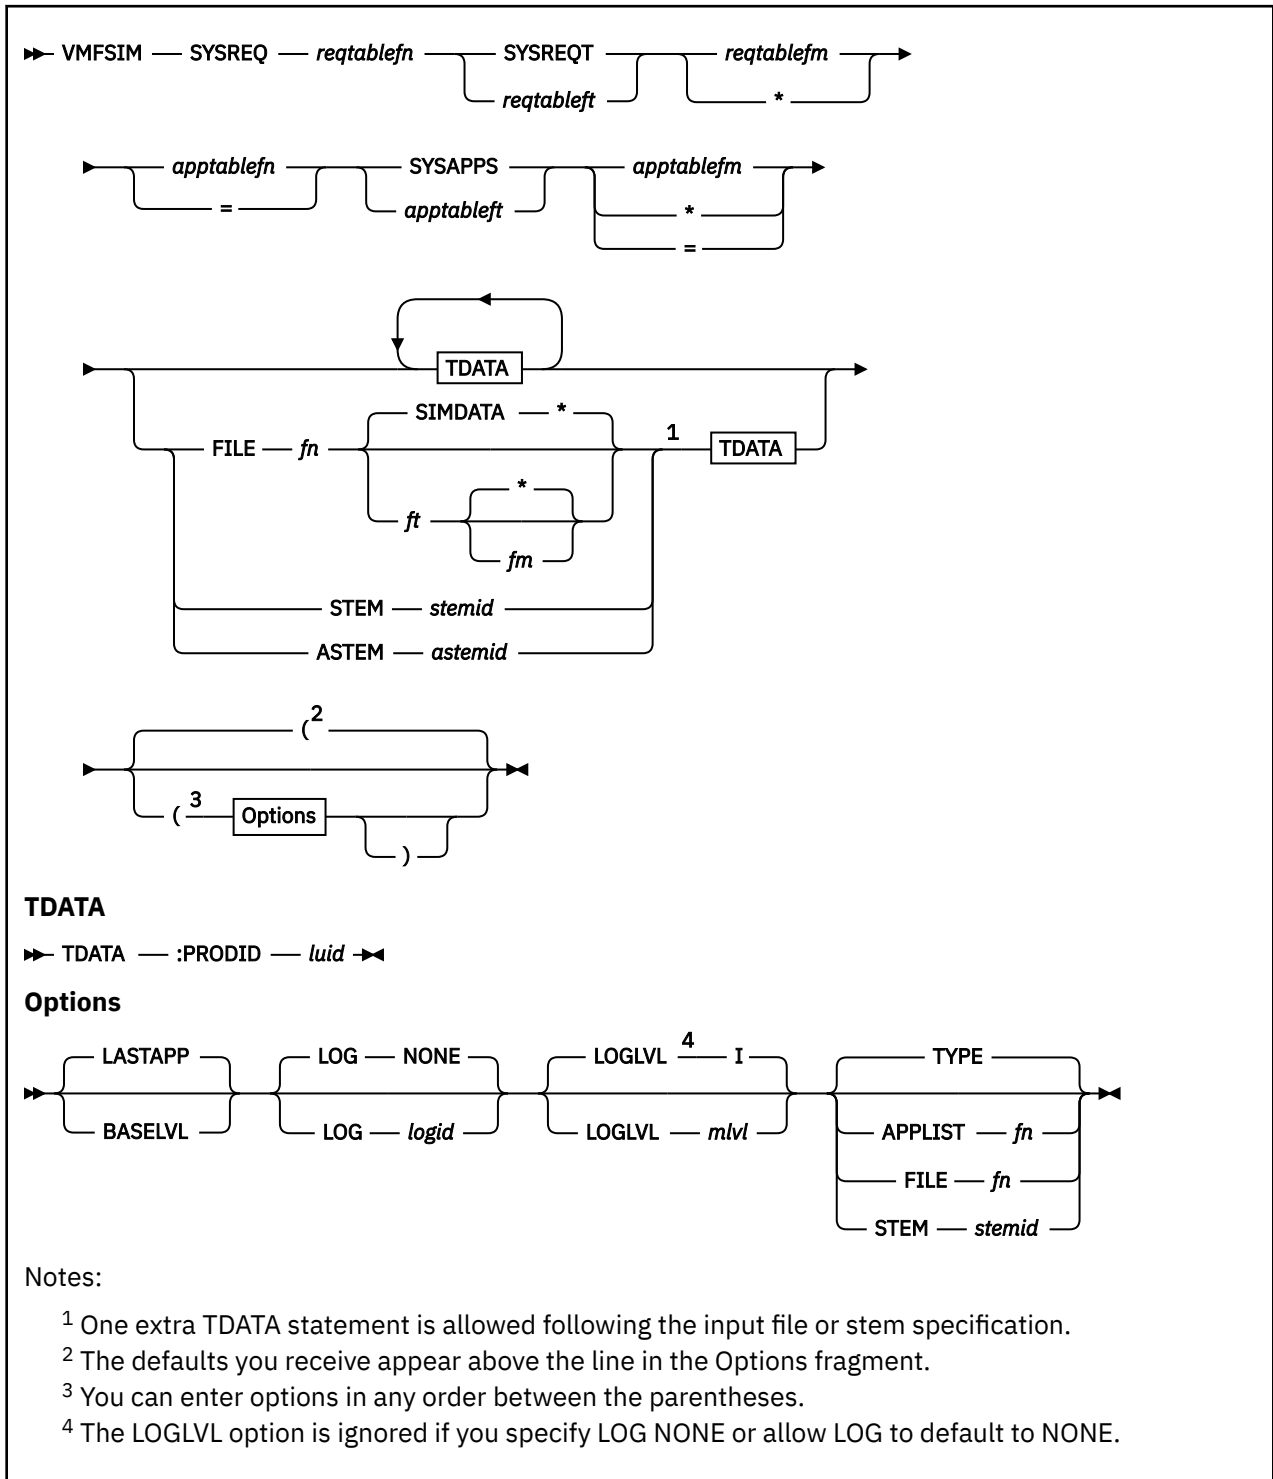 VMFSIM SYSREQ reqtablefn SYSREQT reqtablefm
reqtableft *
apptablefn SYSAPPS apptablefm
= apptableft *
=
TDATA
SIMDATA *
FILE fn 1 TDATA
*
ft
fm
STEM stemid
ASTEM astemid
( 2
( 3 Options
)
TDATA
TDATA :PRODID luid
Options
LASTAPP LOG NONE LOGLVL 4 I TYPE
BASELVL LOG logid LOGLVL mlvl APPLIST fn
FILE fn
STEM stemid
Notes:
1 One extra TDATA statement is allowed following the input file or stem specification.
2 The defaults you receive appear above the line in the Options fragment.
3 You can enter options in any order between the parentheses.
4 The LOGLVL option is ignored if you specify LOG NONE or allow LOG to default to NONE.